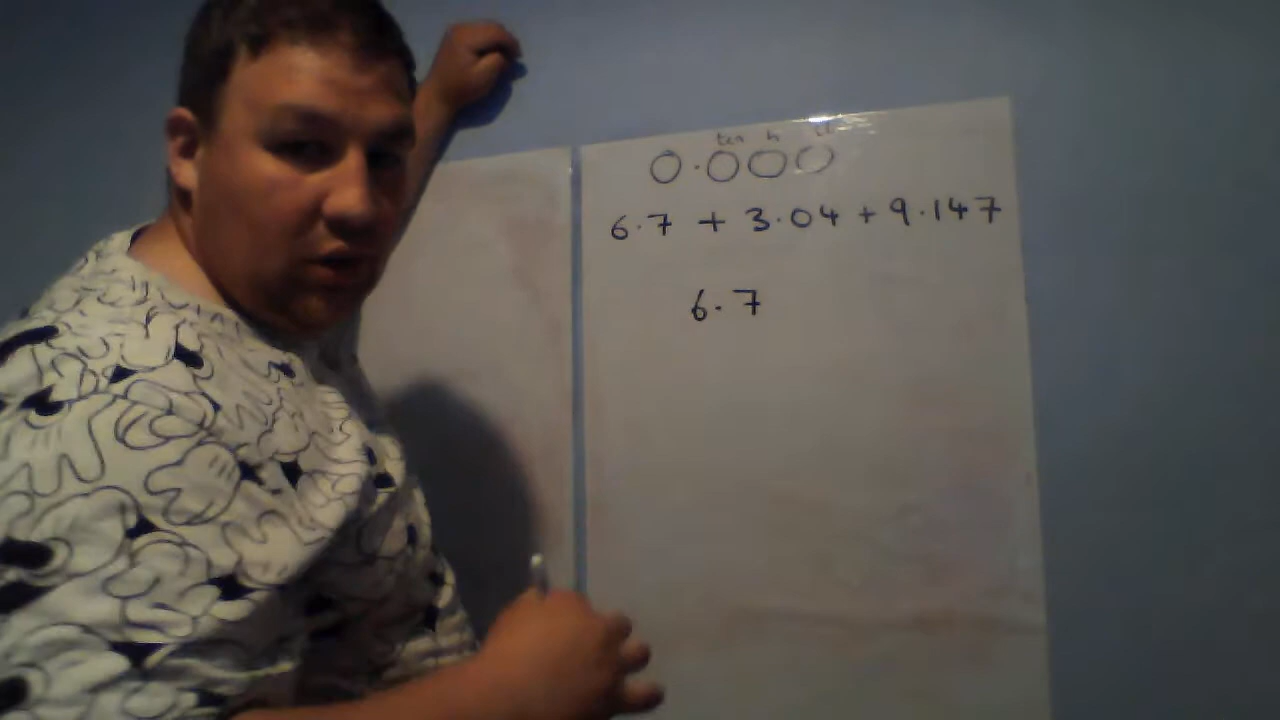 ten h th
0.000
6.7 + 3.04 + 9.147
6.7